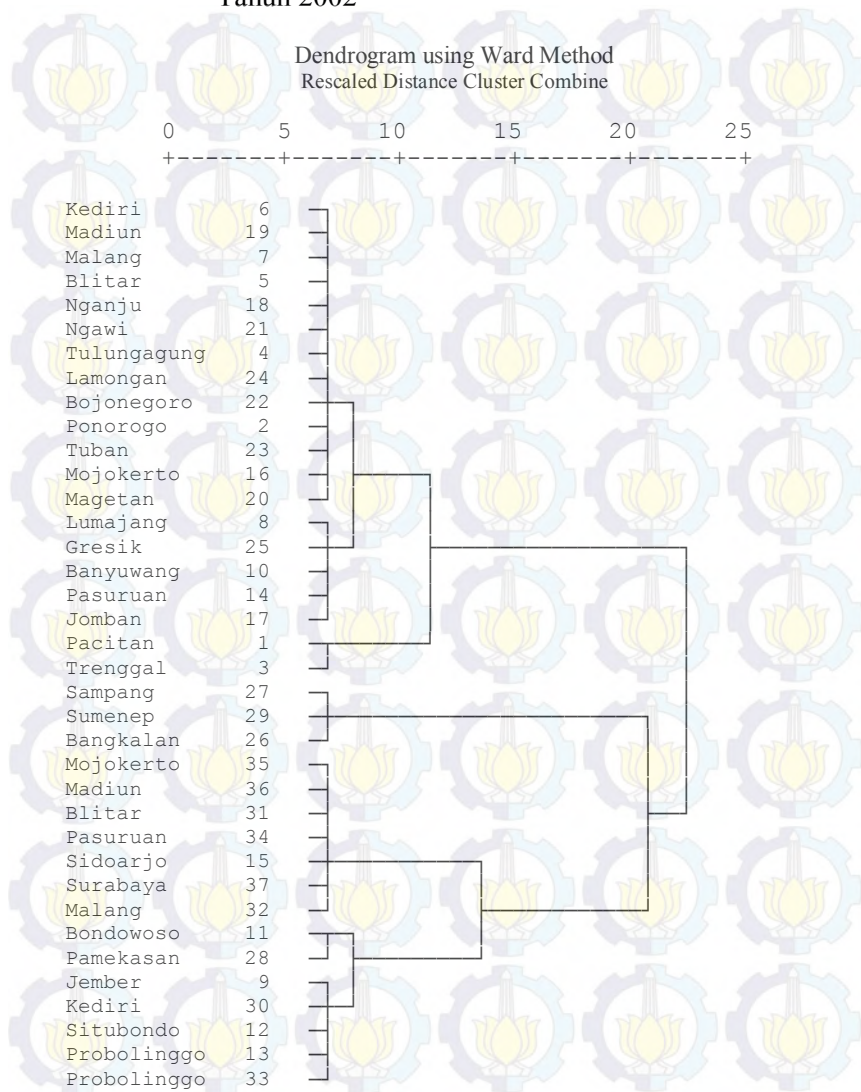 Tahun 2002
Dendrogram using Ward Method
Rescaled Distance Cluster Combine
0 5 10 15 20 25
+---------+---------+---------+---------+---------+
Kediri 6
Madiun 19
Malang 7
Blitar 5
Nganju 18
Ngawi 21
Tulungagung 4
Lamongan 24
Bojonegoro 22
Ponorogo 2
Tuban 23
Mojokerto 16
Magetan 20
Lumajang 8
Gresik 25
Banyuwang 10
Pasuruan 14
Jomban 17
Pacitan 1
Trenggal 3
Sampang 27
Sumenep 29
Bangkalan 26
Mojokerto 35
Madiun 36
Blitar 31
Pasuruan 34
Sidoarjo 15
Surabaya 37
Malang 32
Bondowoso 11
Pamekasan 28
Jember 9
Kediri 30
Situbondo 12
Probolinggo 13
Probolinggo 33